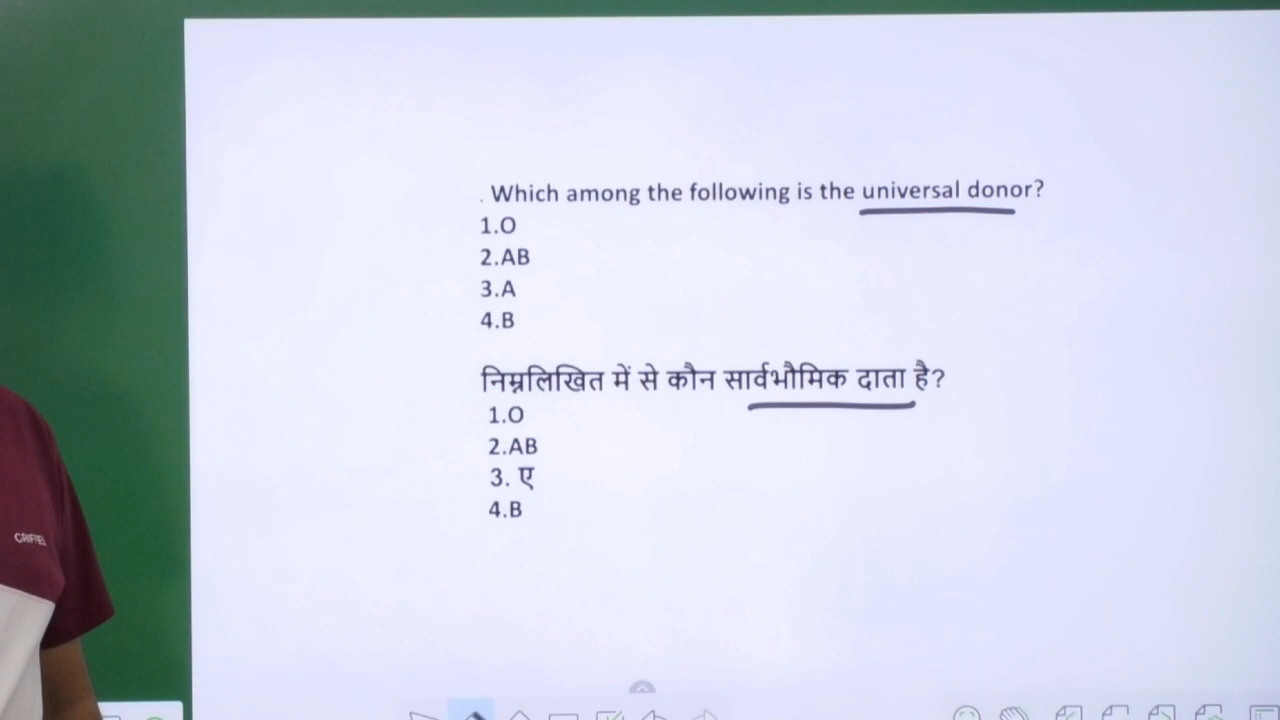 . Which among the following is the universal donor?
1.O
2.AB
3.A
4.B
निम्नलिखित में से कौन सार्वभौमिक दाता है?
1.O
2.AB
3. ए
4.B